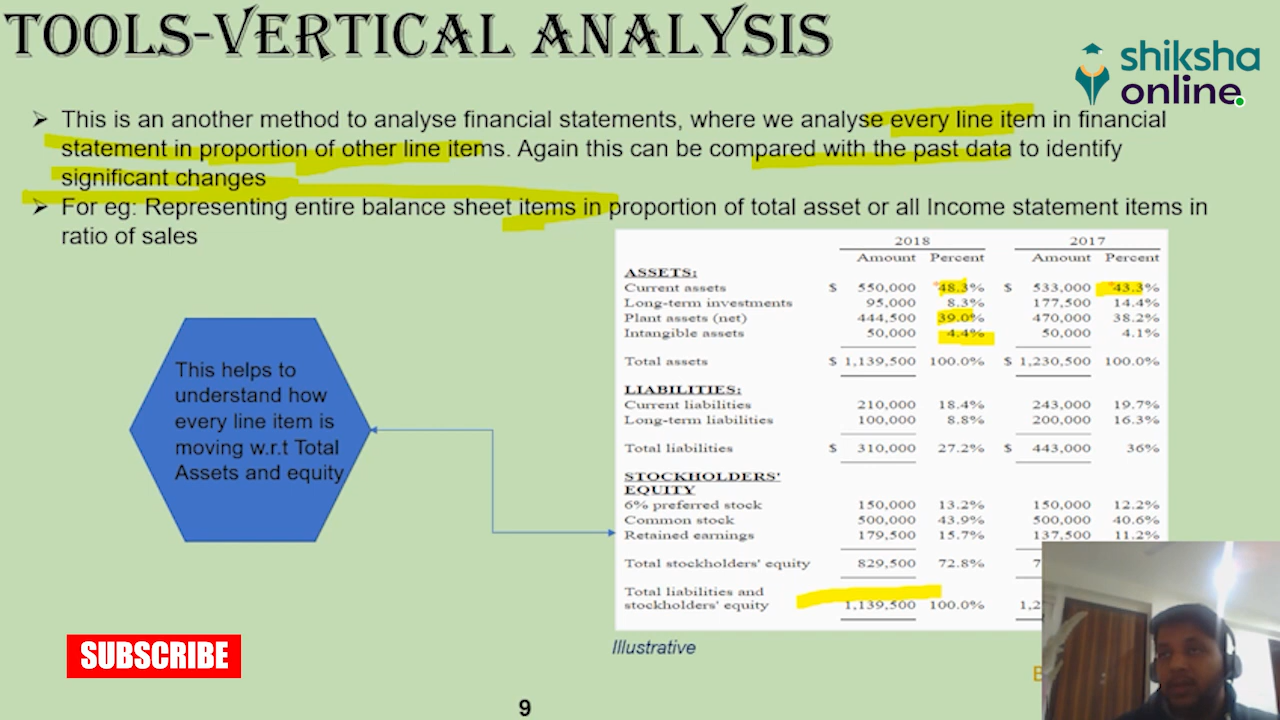 TOOLS-VERTICAL ANALYSIS
shiksha
online
This is an another method to analyse financial statements, where we analyse every line item in financial
statement in proportion of other line items. Again this can be compared with the past data to identify
significant changes
For eg: Representing entire balance sheet items in proportion of total asset or all Income statement items in
ratio of sales
2018 2017
Amount Percent Amount Percent
ASSETS:
Current assets $ 550,000 48.3% $ 533,000 43.3%
Long-term investments 95,000 8.3% 177,500 14.4%
Plant assets (net) 444,500 39.0% 470,000 38.2%
Intangible assets 50,000 4.4% 50,000 4.1%
Total assets $ 1,139,500 100.0% $ 1,230,500 100.0%
LIABILITIES:
Current liabilities 210,000 18.4% 243,000 19.7%
Long-term liabilities 100,000 8.8% 200,000 16.3%
Total liabilities $ 310,000 27.2% $ 443,000 36%
STOCKHOLDERS'
EQUITY
6% preferred stock 150,000 13.2% 150,000 12.2%
Common stock 500,000 43.9% 500,000 40.6%
Retained earnings 179,500 15.7% 137,500 11.2%
Total stockholders' equity 829,500 72.8% 7
Total liabilities and
stockholders' equity 1,139,500 100.0% 1,2
This helps to
understand how
every line item is
moving w.r.t Total
Assets and equity
Illustrative
SUBSCRIBE
9